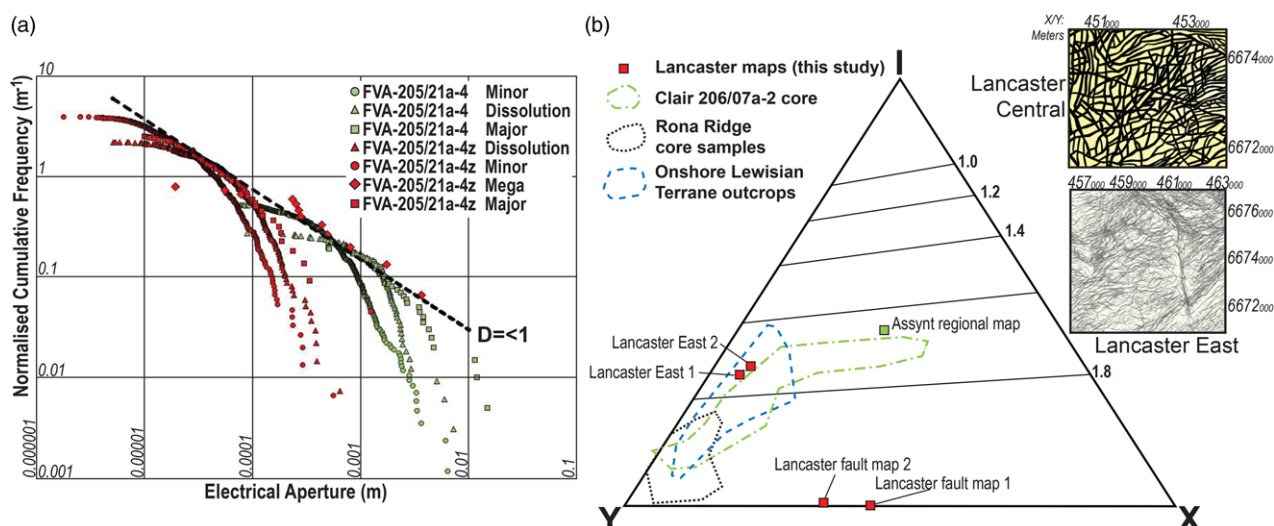 (a)
Normalised Cumulative Frequency (m⁻¹)
10
1
0.1
0.01
0.001
0.000001
0.00001
0.0001
0.001
0.01
0.1
Electrical Aperture (m)
FVA-205/21a-4 Minor
FVA-205/21a-4 Dissolution
FVA-205/21a-4 Major
FVA-205/21a-4z Dissolution
FVA-205/21a-4z Minor
FVA-205/21a-4z Mega
FVA-205/21a-4z Major
D=<1
(b)
Lancaster maps (this study)
Clair 206/07a-2 core
Rona Ridge
core samples
Onshore Lewisian
Terrane outcrops
I
1.0
1.2
1.4
1.8
Assynt regional map
Lancaster East 2
Lancaster East 1
Lancaster fault map 2
Lancaster fault map 1
Y
X
X/Y:
Meters
451000
453000
6674000
6672000
Lancaster
Central
457000
459000
461000
463000
6676000
6674000
6672000
Lancaster East